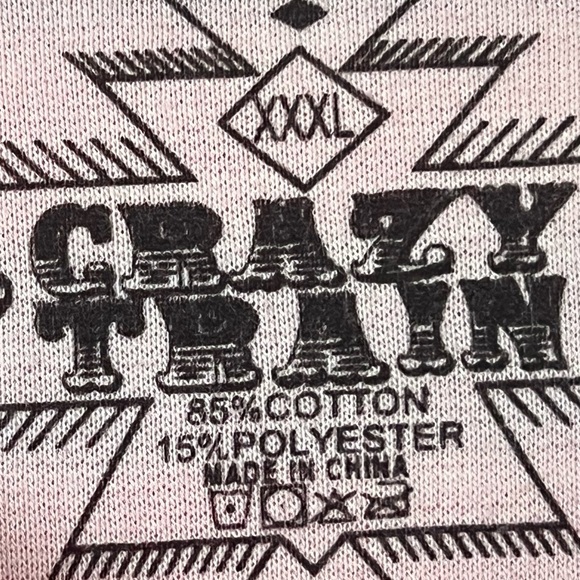 XXXL
CRAZY
TRAIN
85% COTTON
15% POLYESTER
MADE IN CHINA